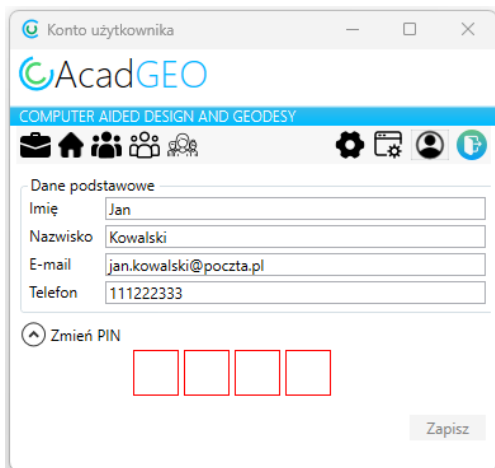 Konto użytkownika
AcadGEO
COMPUTER AIDED DESIGN AND GEODESY
Dane podstawowe
Imię Jan
Nazwisko Kowalski
E-mail jan.kowalski@poczta.pl
Telefon 111222333
Zmień PIN
Zapisz